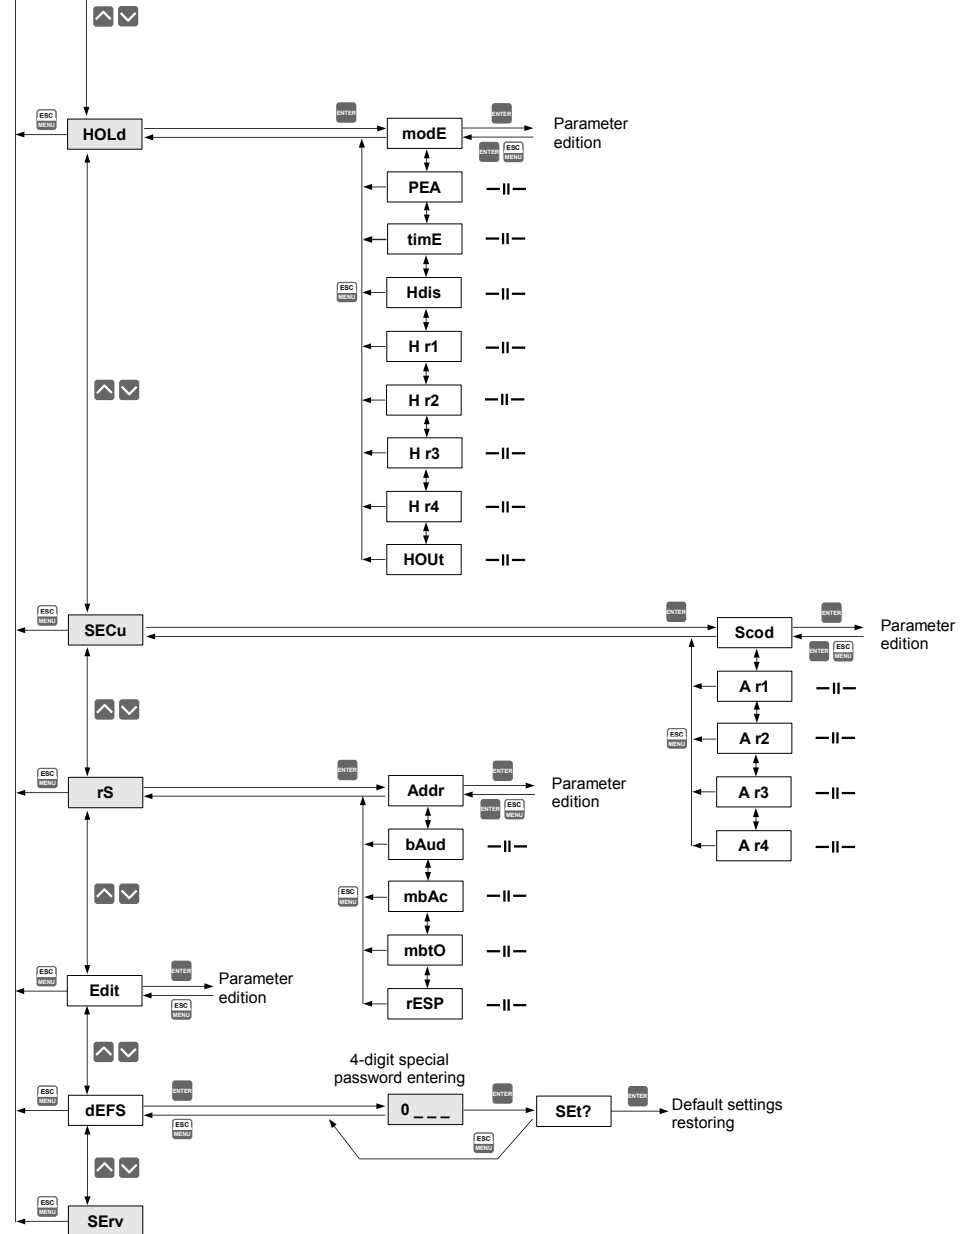 ESC
MENU
HOLd
ENTER
modE
ENTER
ENTER
ESC
MENU
Parameter
edition
PEA
—II—
timE
—II—
ESC
MENU
Hdis
—II—
H r1
—II—
H r2
—II—
H r3
—II—
H r4
—II—
HOUt
—II—
ESC
MENU
SECu
ENTER
Scod
ENTER
ENTER
ESC
MENU
Parameter
edition
A r1
—II—
ESC
MENU
A r2
—II—
A r3
—II—
A r4
—II—
ESC
MENU
rS
ENTER
Addr
ENTER
ENTER
ESC
MENU
Parameter
edition
bAud
—II—
ESC
MENU
mbAc
—II—
mbtO
—II—
rESP
—II—
ESC
MENU
Edit
ENTER
ESC
MENU
Parameter
edition
4-digit special
password entering
ESC
MENU
dEFS
ENTER
ESC
MENU
0 _ _ _
ENTER
ESC
MENU
SEt?
ENTER
Default settings
restoring
ESC
MENU
SErv